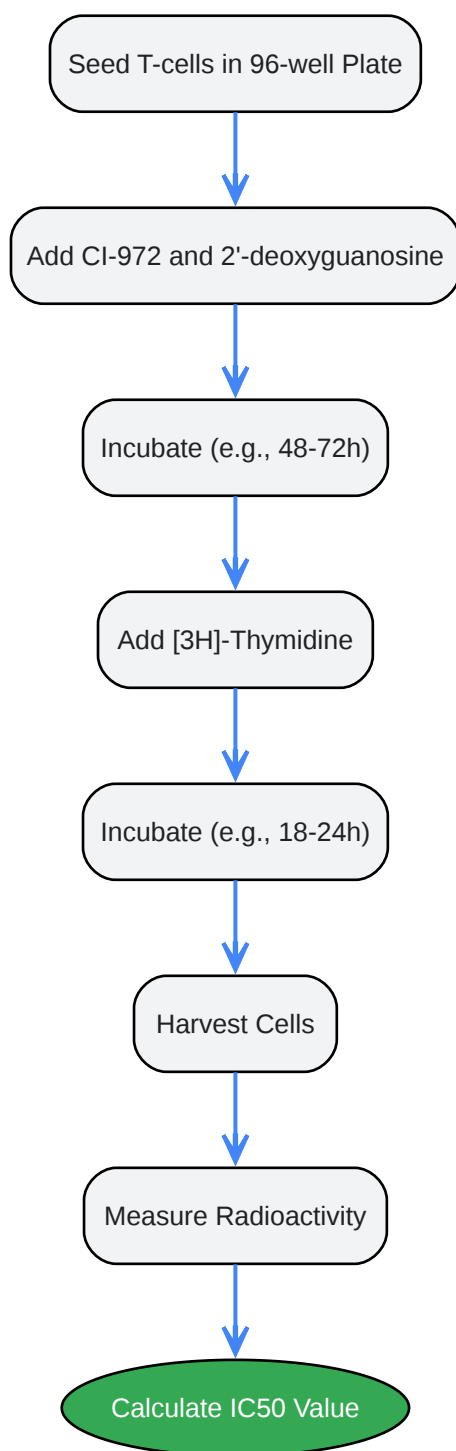 Seed T-cells in 96-well Plate
Add CI-972 and 2'-deoxyguanosine
Incubate (e.g., 48-72h)
Add [3H]-Thymidine
Incubate (e.g., 18-24h)
Harvest Cells
Measure Radioactivity
Calculate IC50 Value